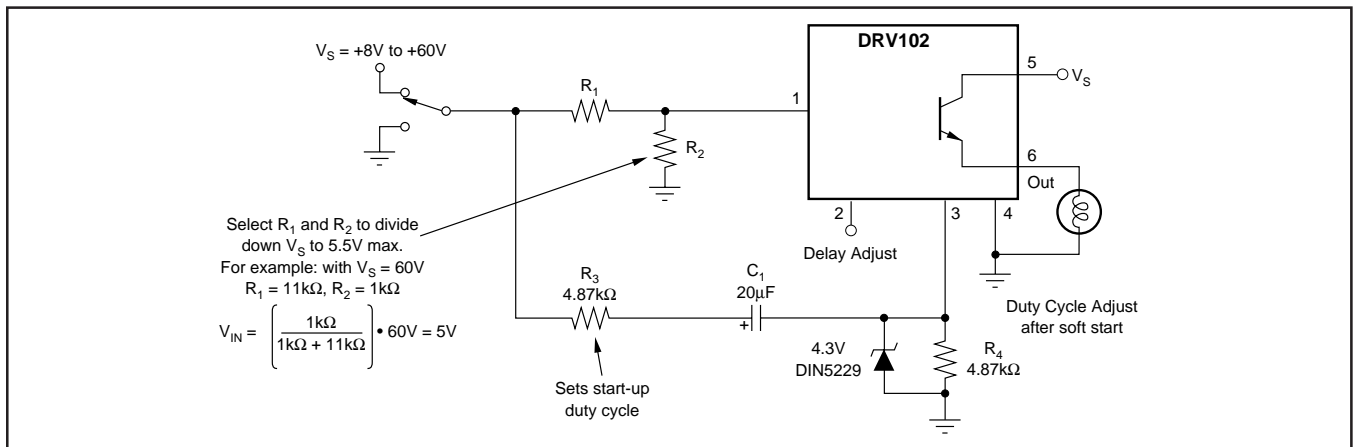 V_S = +8V to +60V
DRV102
R_1
1
5
V_S
R_2
6
Out
2
3
4
Delay Adjust
Select R_1 and R_2 to divide
down V_S to 5.5V max.
For example: with V_S = 60V
R_1 = 11kΩ, R_2 = 1kΩ
V_IN = (1kΩ / 1kΩ + 11kΩ) • 60V = 5V
R_3
4.87kΩ
Sets start-up
duty cycle
C_1
20µF
+
4.3V
DIN5229
R_4
4.87kΩ
Duty Cycle Adjust
after soft start